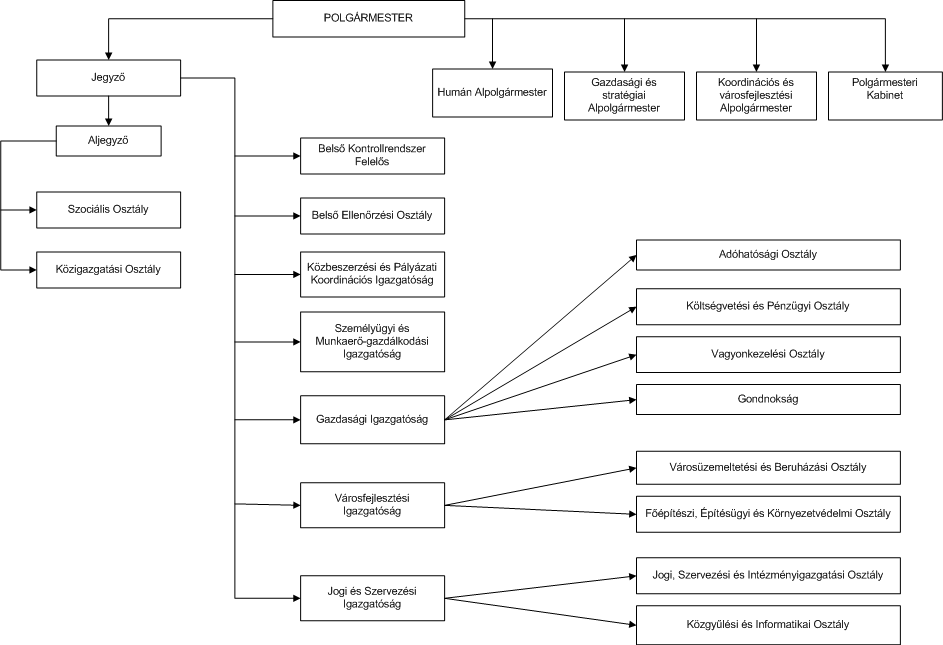 POLGÁRMESTER
Jegyző
Humán Alpolgármester
Gazdasági és
stratégiai
Alpolgármester
Koordinációs és
városfejlesztési
Alpolgármester
Polgármesteri
Kabinet
Aljegyző
Szociális Osztály
Közigazgatási Osztály
Belső Kontrollrendszer
Felelős
Belső Ellenőrzési Osztály
Közbeszerzési és Pályázati
Koordinációs Igazgatóság
Személyügyi és
Munkaerő-gazdálkodási
Igazgatóság
Gazdasági Igazgatóság
Adóhatósági Osztály
Költségvetési és Pénzügyi Osztály
Vagyonkezelési Osztály
Gondnokság
Városfejlesztési
Igazgatóság
Városüzemeltetési és Beruházási Osztály
Főépítészi, Építésügyi és Környezetvédelmi Osztály
Jogi és Szervezési
Igazgatóság
Jogi, Szervezési és Intézményigazgatási Osztály
Közgyűlési és Informatikai Osztály